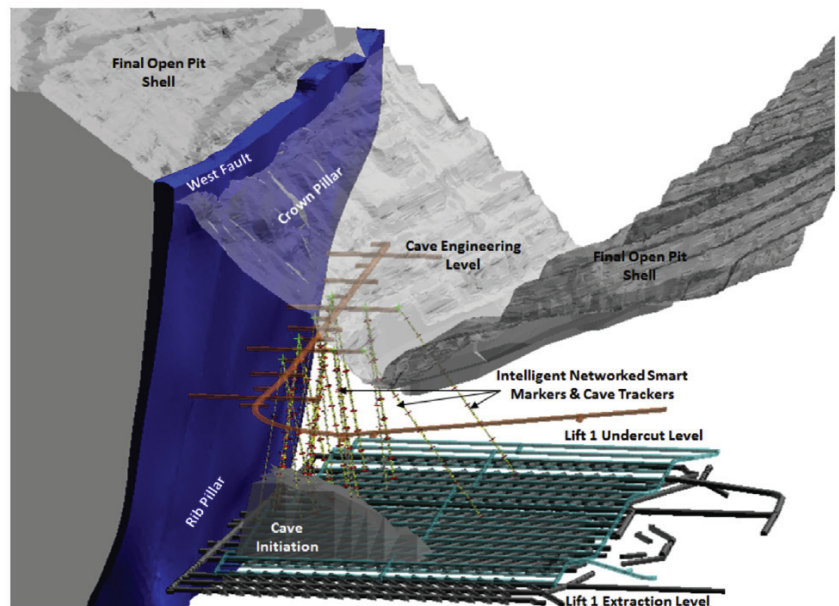 Final Open Pit
Shell
West Fault
Crown Pillar
Cave Engineering
Level
Final Open Pit
Shell
Intelligent Networked Smart
Markers & Cave Trackers
Lift 1 Undercut Level
Rib Pillar
Cave
Initiation
Lift 1 Extraction Level